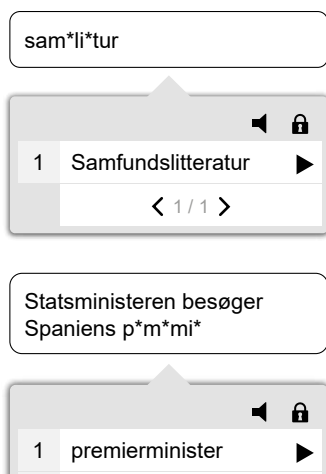 sam*li*tur
1 Samfundslitteratur
1 / 1
Statsministeren besøger
Spaniens p*m*mi*
1 premierminister